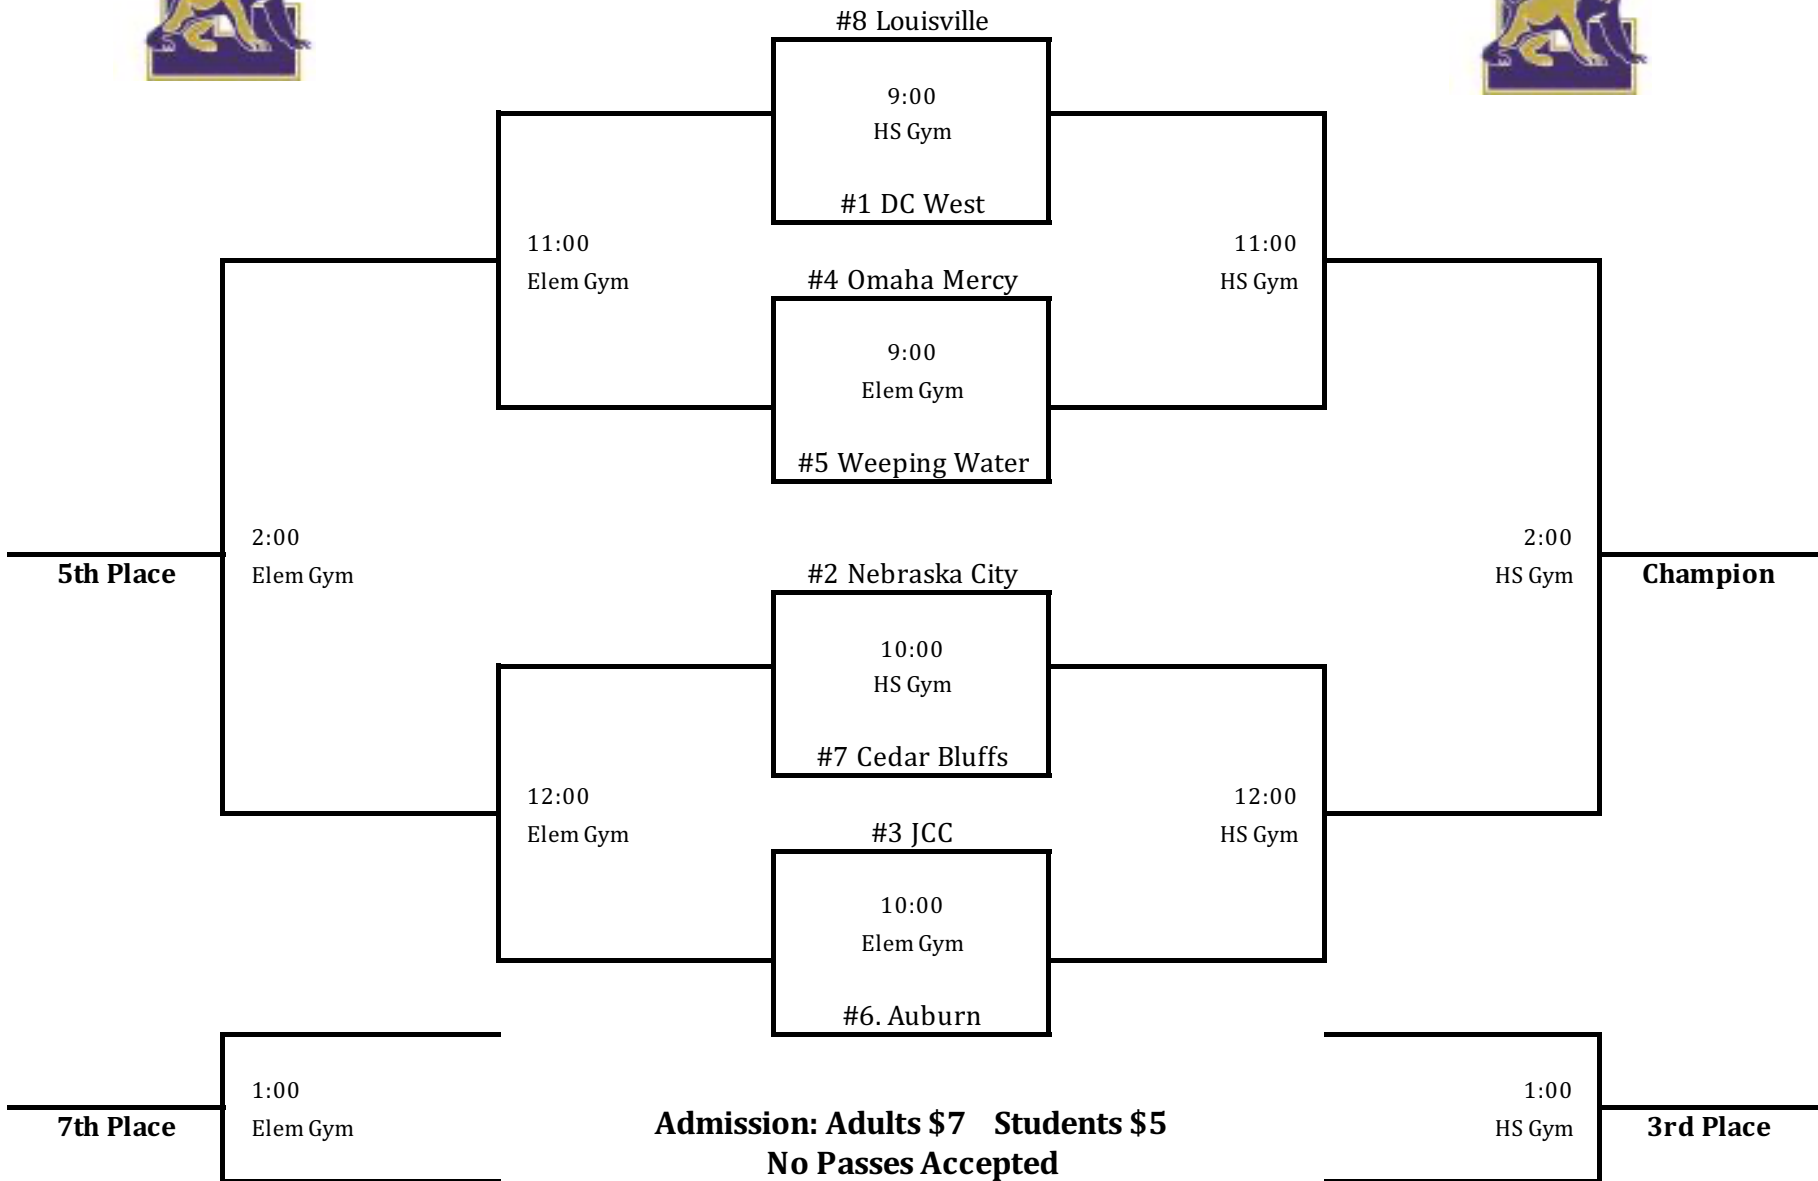 #8 Louisville
9:00
HS Gym
#1 DC West
11:00
Elem Gym
11:00
HS Gym
#4 Omaha Mercy
9:00
Elem Gym
#5 Weeping Water
2:00
Elem Gym
5th Place
2:00
HS Gym
Champion
#2 Nebraska City
10:00
HS Gym
#7 Cedar Bluffs
12:00
Elem Gym
12:00
HS Gym
#3 JCC
10:00
Elem Gym
#6. Auburn
1:00
Elem Gym
7th Place
1:00
HS Gym
3rd Place
Admission: Adults $7 Students $5
No Passes Accepted